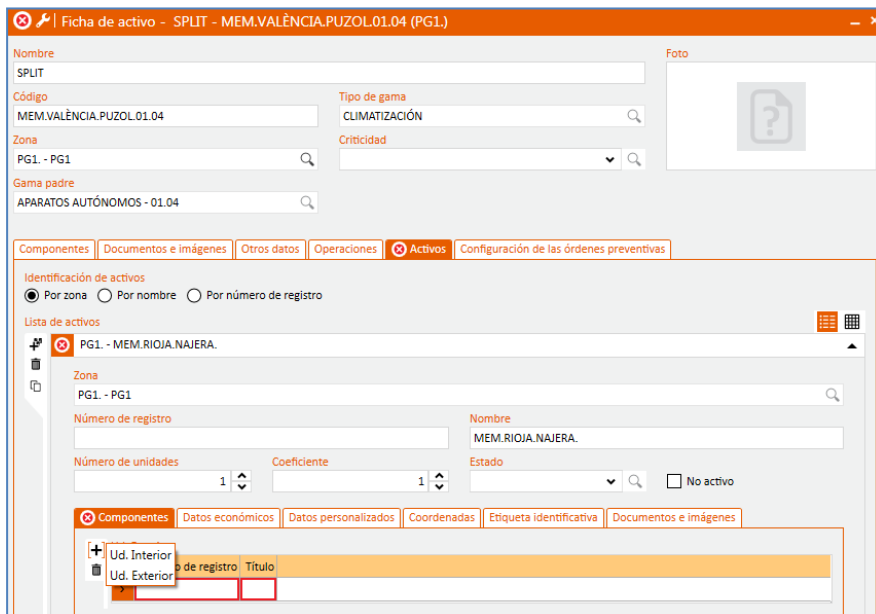 Ficha de activo - SPLIT - MEM.VALÈNCIA.PUZOL.01.04 (PG1.)
Nombre
Foto
SPLIT
Código
Tipo de gama
MEM.VALÈNCIA.PUZOL.01.04
CLIMATIZACIÓN
Zona
Criticidad
PG1. - PG1
Gama padre
APARATOS AUTÓNOMOS - 01.04
Componentes Documentos e imágenes Otros datos Operaciones Activos Configuración de las órdenes preventivas
Identificación de activos
Por zona Por nombre Por número de registro
Lista de activos
PG1. - MEM.RIOJA.NAJERA.
Zona
PG1. - PG1
Número de registro
Nombre
MEM.RIOJA.NAJERA.
Número de unidades
Coeficiente
Estado
1
1
No activo
Componentes Datos económicos Datos personalizados Coordenadas Etiqueta identificativa Documentos e imágenes
Ud. Interior
Ud. Exterior
o de registro Título